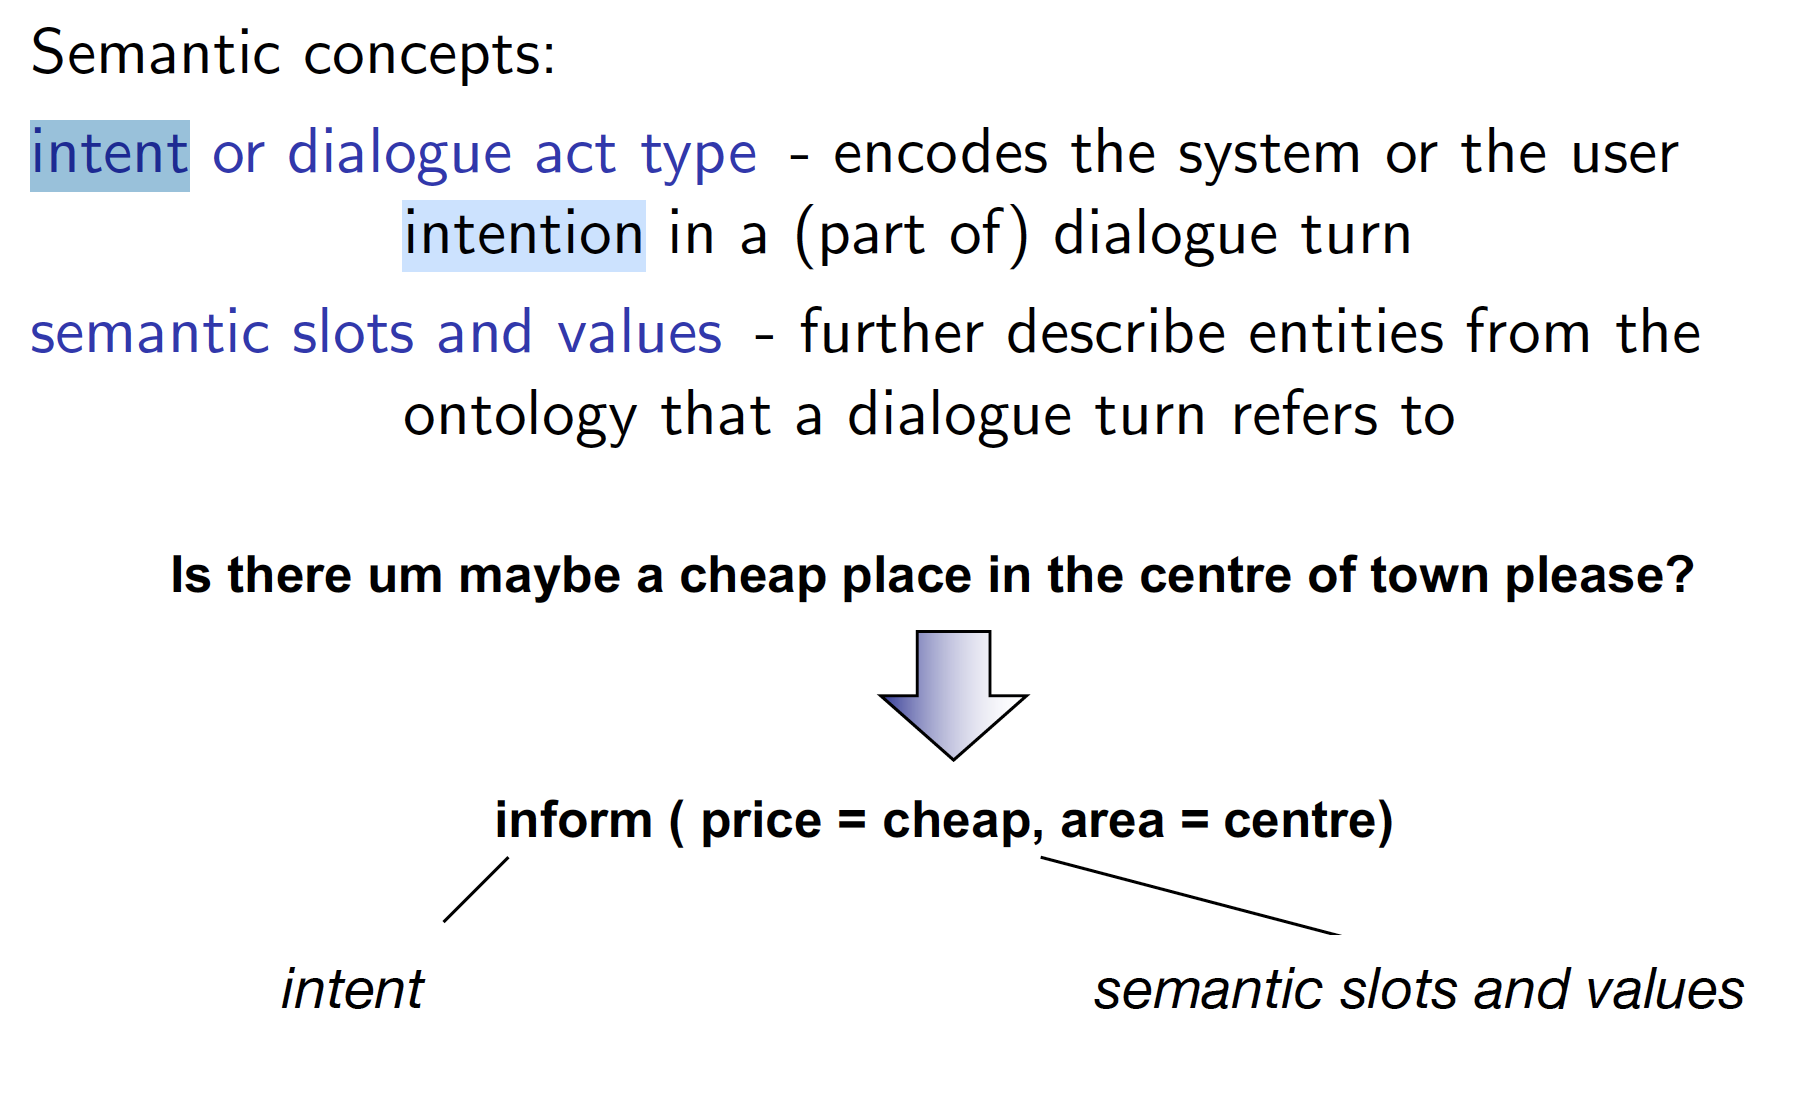 Semantic concepts:
intent or dialogue act type - encodes the system or the user
intention in a (part of) dialogue turn
semantic slots and values - further describe entities from the
ontology that a dialogue turn refers to
Is there um maybe a cheap place in the centre of town please?
inform ( price = cheap, area = centre)
intent
semantic slots and values